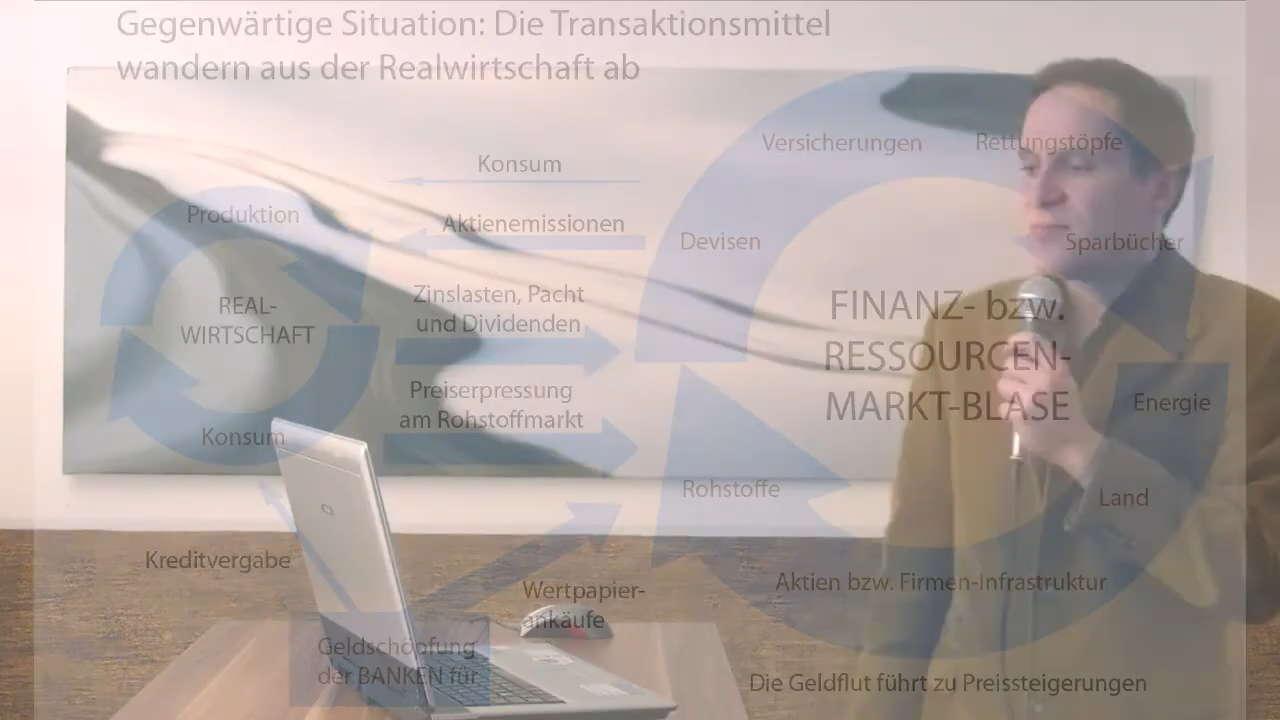 Gegenwärtige Situation: Die Transaktionsmittel
wandern aus der Realwirtschaft ab
Versicherungen
Rettungstöpfe
Konsum
Produktion
Aktienemissionen
Devisen
Sparbücher
Zinslasten, Pacht
und Dividenden
REAL-
WIRTSCHAFT
FINANZ- bzw.
RESSOURCEN-
MARKT-BLASE
Preiserpressung
am Rohstoffmarkt
Energie
Konsum
Rohstoffe
Land
Kreditvergabe
Wertpapier-
ankäufe
Aktien bzw. Firmen-Infrastruktur
Geldschöpfung
der BANKEN für
Die Geldflut führt zu Preissteigerungen